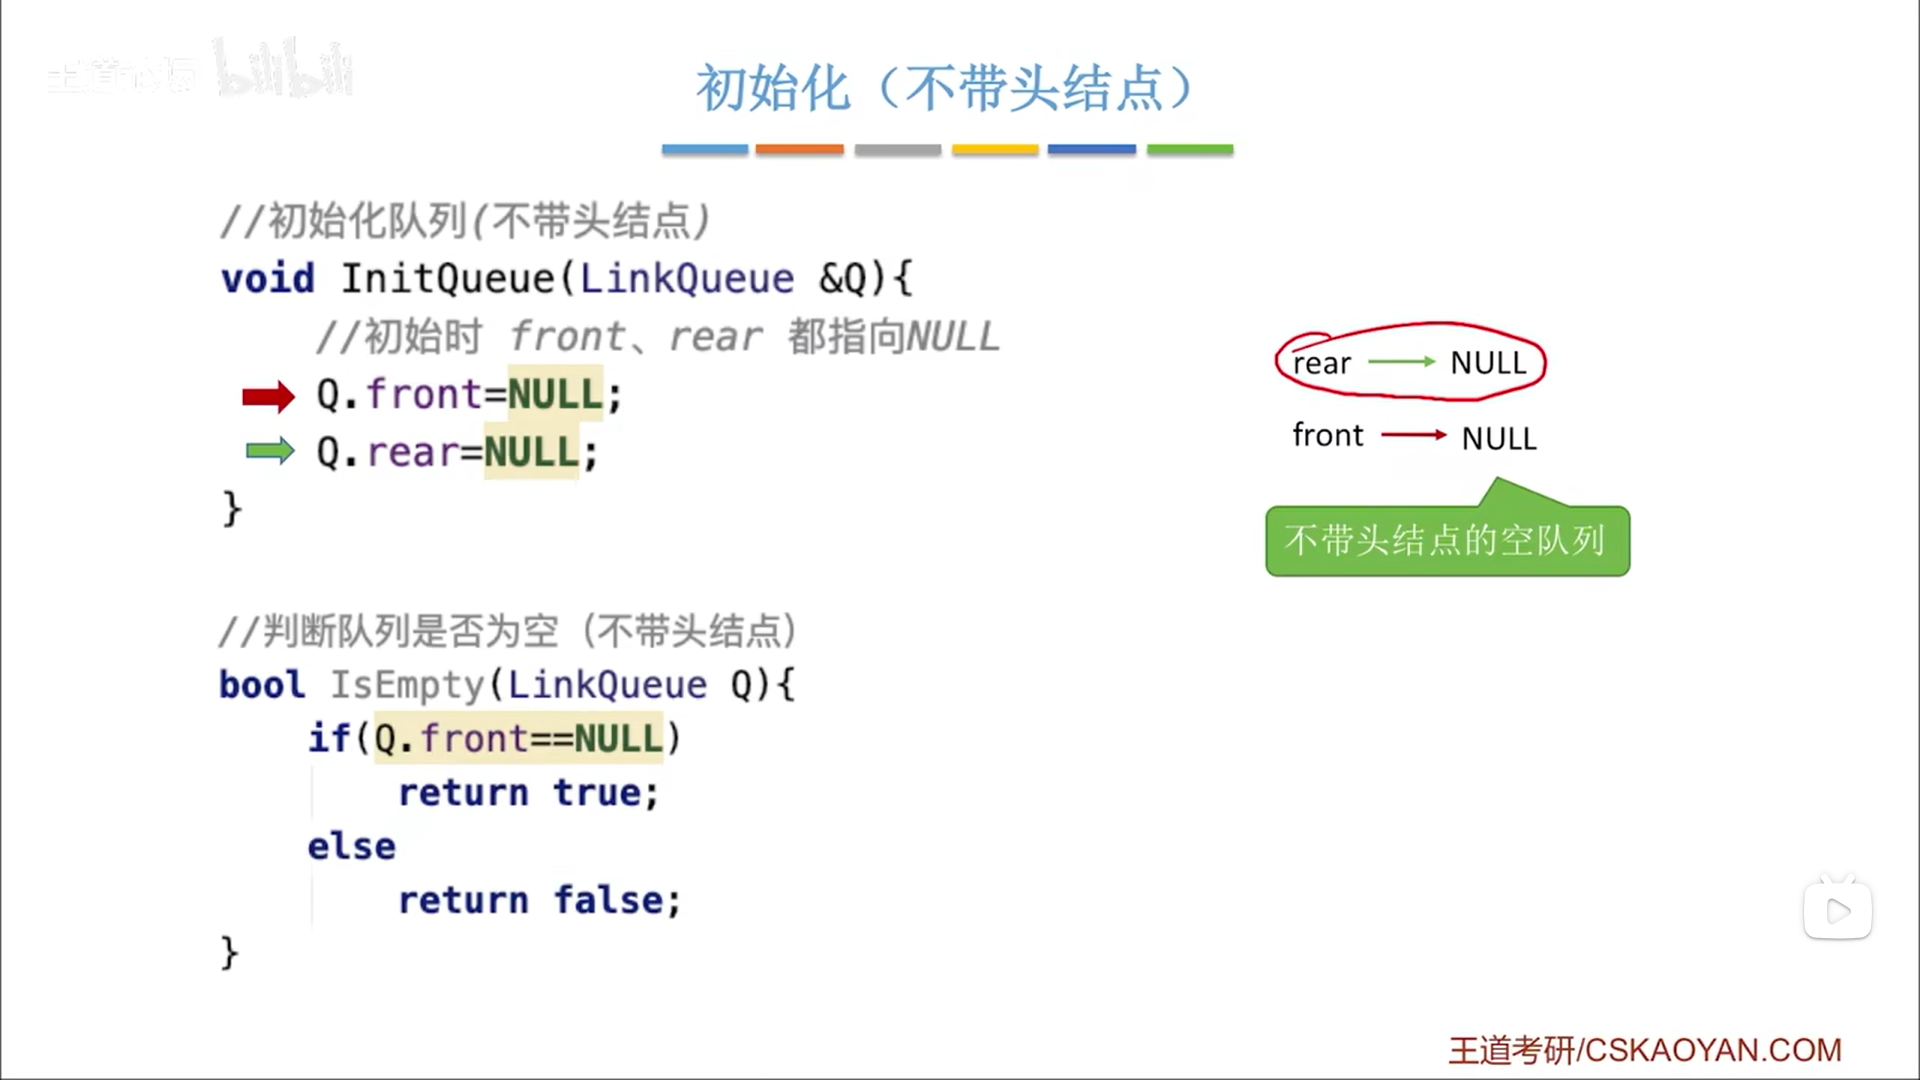 王道论坛 bilibili
初始化（不带头结点）
//初始化队列(不带头结点)
void InitQueue(LinkQueue &Q){
//初始时 front、rear 都指向NULL
Q.front=NULL;
Q.rear=NULL;
}
rear NULL
front NULL
不带头结点的空队列
//判断队列是否为空（不带头结点）
bool IsEmpty(LinkQueue Q){
if(Q.front==NULL)
return true;
else
return false;
}
王道考研/CSKAOYAN.COM